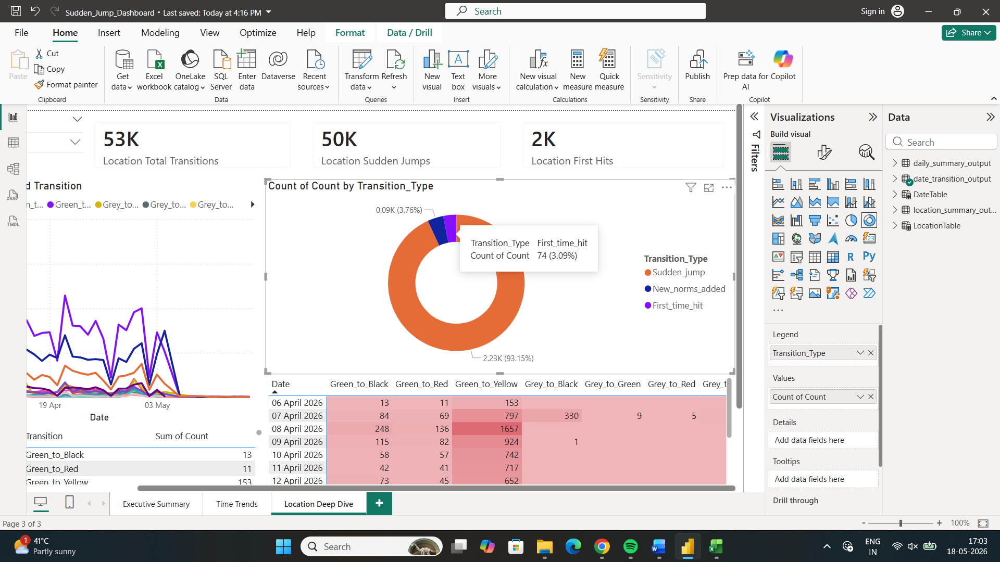 Sudden_Jump_Dashboard • Last saved: Today at 4:16 PM
Search
Sign in
File
Home
Insert
Modeling
View
Optimize
Help
Format
Data / Drill
Share
Paste
Cut
Copy
Format painter
Clipboard
Get data
Excel workbook
OneLake catalog
SQL Server
Enter data
Dataverse
Recent sources
Data
Transform data
Refresh
Queries
New visual
Text box
More visuals
Insert
New visual calculation
New measure
Quick measure
Calculations
Sensitivity
Sensitivity
Publish
Share
Prep data for AI
Copilot
Copilot
DAX
TMDL
53K
Location Total Transitions
50K
Location Sudden Jumps
2K
Location First Hits
d Transition
n_t...
Green_t...
Grey_to...
Grey_to...
Grey_to...
19 Apr
03 May
Date
Transition Sum of Count
Green_to_Black 13
Green_to_Red 11
Green_to_Yellow 153
Count of Count by Transition_Type
0.09K (3.76%)
Transition_Type First_time_hit
Count of Count 74 (3.09%)
2.23K (93.15%)
Transition_Type
Sudden_jump
New_norms_added
First_time_hit
Date Green_to_Black Green_to_Red Green_to_Yellow Grey_to_Black Grey_to_Green Grey_to_Red Grey_t
06 April 2026 13 11 153
07 April 2026 84 69 797 330 9 5
08 April 2026 248 136 1657
09 April 2026 115 82 924 1
10 April 2026 58 57 742
11 April 2026 42 41 717
12 April 2026 73 45 652
Filters
Visualizations
Build visual
123
R
Py
...
Legend
Transition_Type
Values
Count of Count
Details
Add data fields here
Tooltips
Add data fields here
Drill through
Data
Search
daily_summary_output
date_transition_output
DateTable
location_summary_out...
LocationTable
Executive Summary
Time Trends
Location Deep Dive
+
Page 3 of 3
- + 100%
1
41°C
Partly sunny
Search
ENG
IN
17:03
18-05-2026